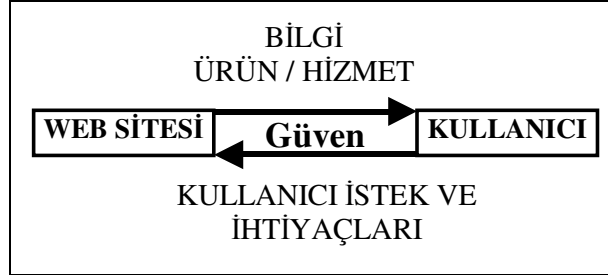 BİLGİ
ÜRÜN / HİZMET
WEB SİTESİ
Güven
KULLANICI
KULLANICI İSTEK VE
İHTİYAÇLARI